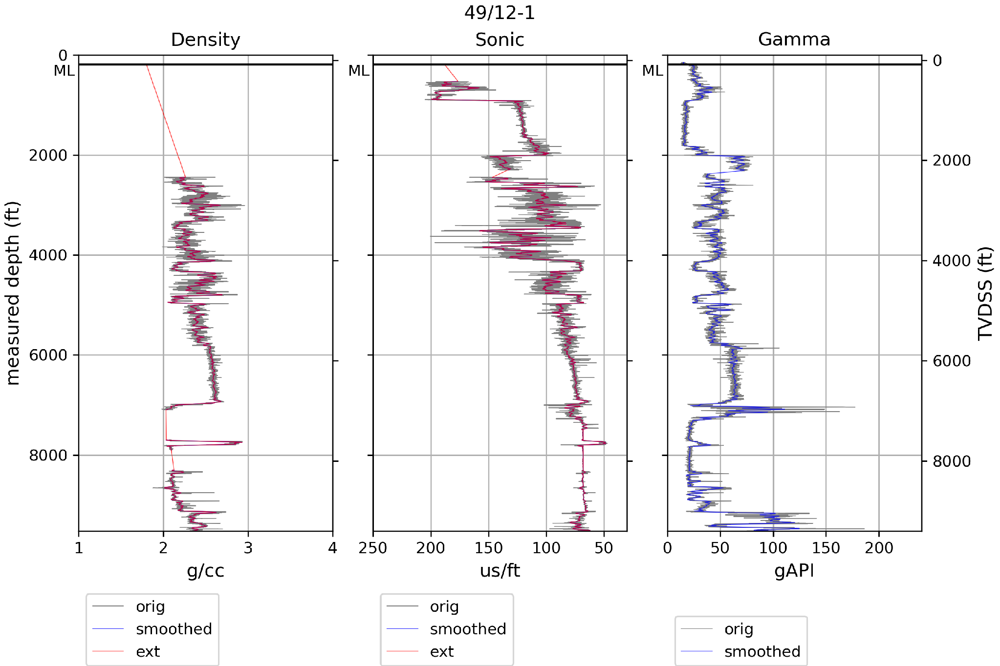 49/12-1
Density Sonic Gamma
0 0
ML ML ML
2000 2000
4000 4000
6000 6000
8000 8000
measured depth (ft)
TVDSS (ft)
1 2 3 4 250 200 150 100 50 0 50 100 150 200
g/cc us/ft gAPI
orig
smoothed
ext
orig
smoothed
ext
orig
smoothed